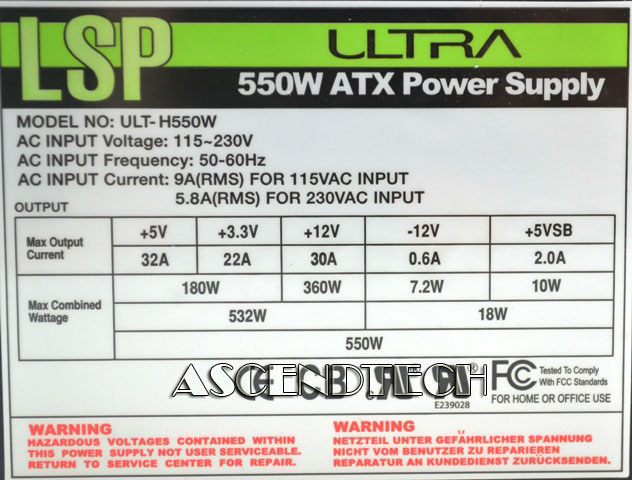 LSP ULTRA
550W ATX Power Supply
MODEL NO: ULT- H550W
AC INPUT Voltage: 115~230V
AC INPUT Frequency: 50-60Hz
AC INPUT Current: 9A(RMS) FOR 115VAC INPUT
5.8A(RMS) FOR 230VAC INPUT
OUTPUT
Max Output Current +5V +3.3V +12V -12V +5VSB
32A 22A 30A 0.6A 2.0A
Max Combined Wattage 180W 360W 7.2W 10W
532W 18W
550W
ASCENDTECH
CE CB FC Tested To Comply
With FCC Standards
E239028 FOR HOME OR OFFICE USE
WARNING
HAZARDOUS VOLTAGES CONTAINED WITHIN
THIS POWER SUPPLY NOT USER SERVICEABLE.
RETURN TO SERVICE CENTER FOR REPAIR.
WARNING
NETZTEIL UNTER GEFÄHRLICHER SPANNUNG
NICHT VOM BENUTZER ZU REPARIEREN
REPARATUR AN KUNDEDIENST ZURÜCKSENDEN.